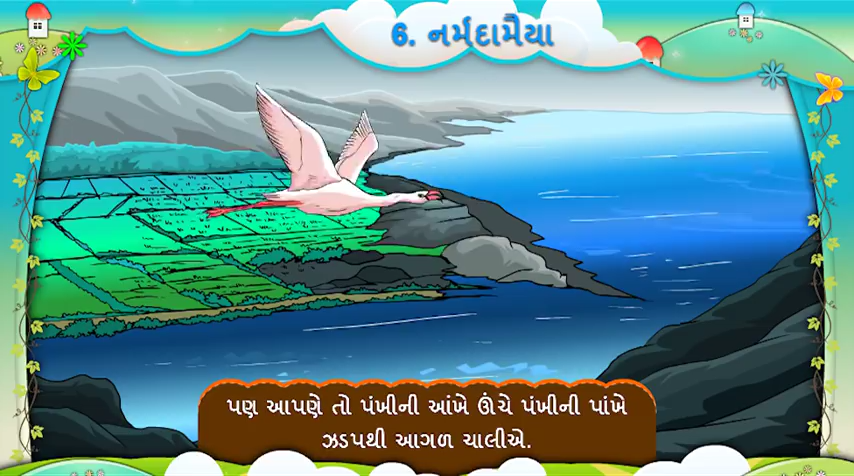 6. નર્મદામૈયા
પણ આપણે તો પંખીની આંખે ઊંચે પંખીની પાંખે
ઝડપથી આગળ ચાલીએ.